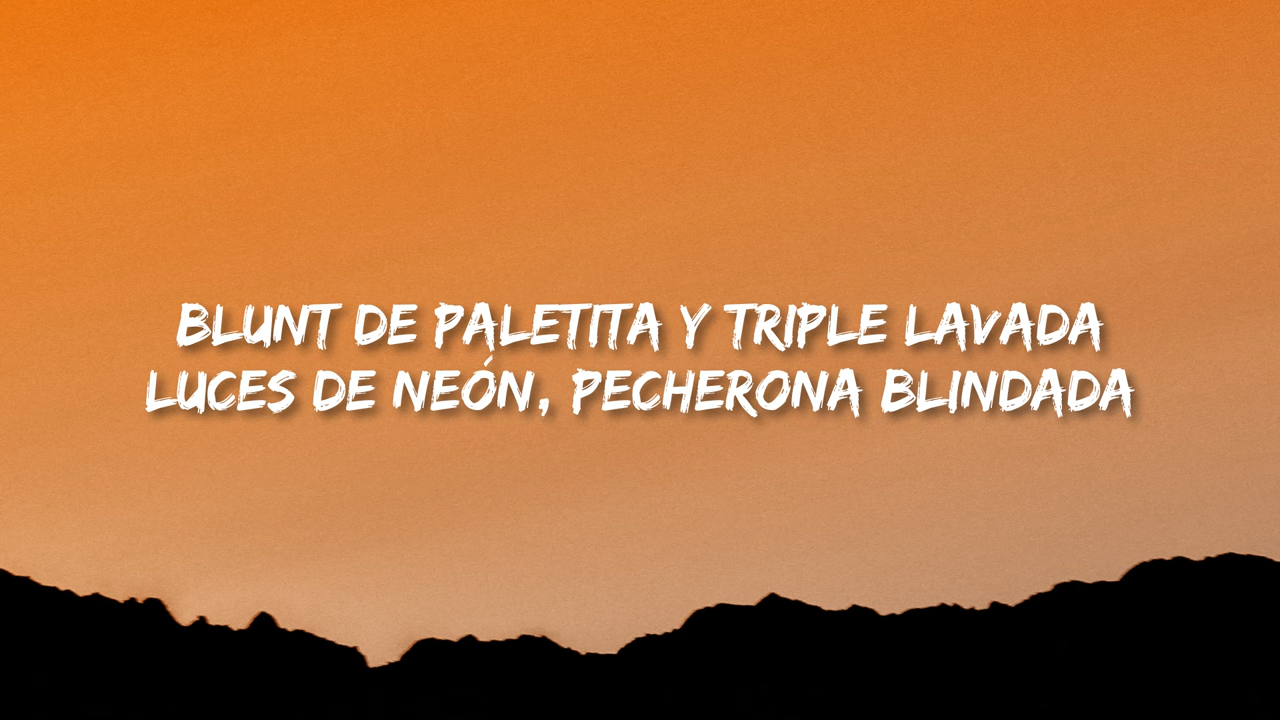 BLUNT DE PALETITA Y TRIPLE LAVADA
LUCES DE NEÓN, PECHERONA BLINDADA